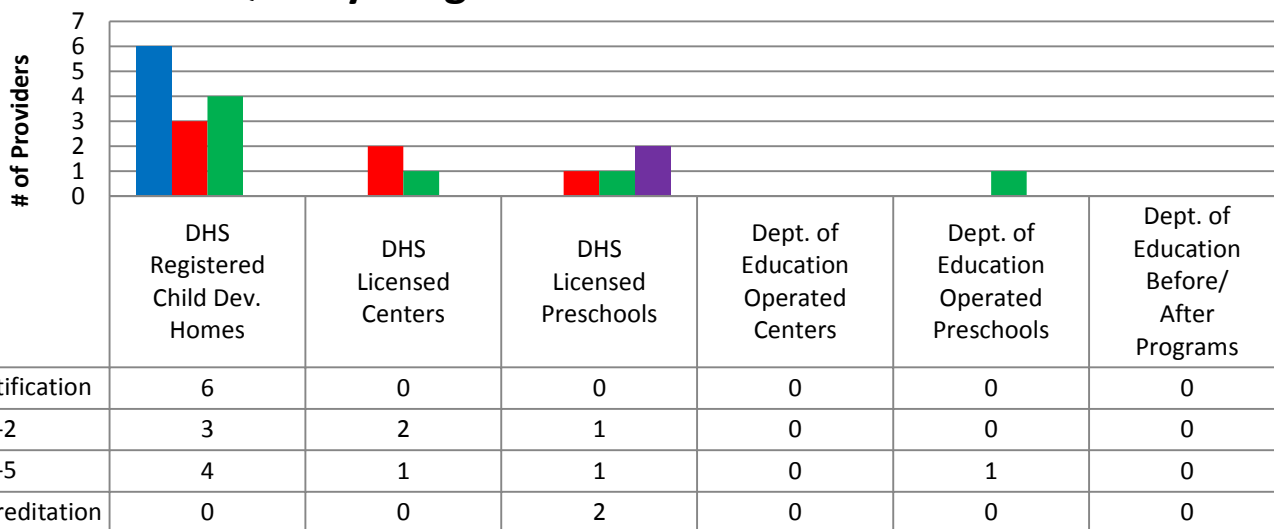 7
6
5
4
3
2
1
0
# of Providers
DHS
Registered
Child Dev.
Homes
DHS
Licensed
Centers
DHS
Licensed
Preschools
Dept. of
Education
Operated
Centers
Dept. of
Education
Operated
Preschools
Dept. of
Education
Before/
After
Programs
tification 6 0 0 0 0 0
-2 3 2 1 0 0 0
-5 4 1 1 0 1 0
reditation 0 0 2 0 0 0